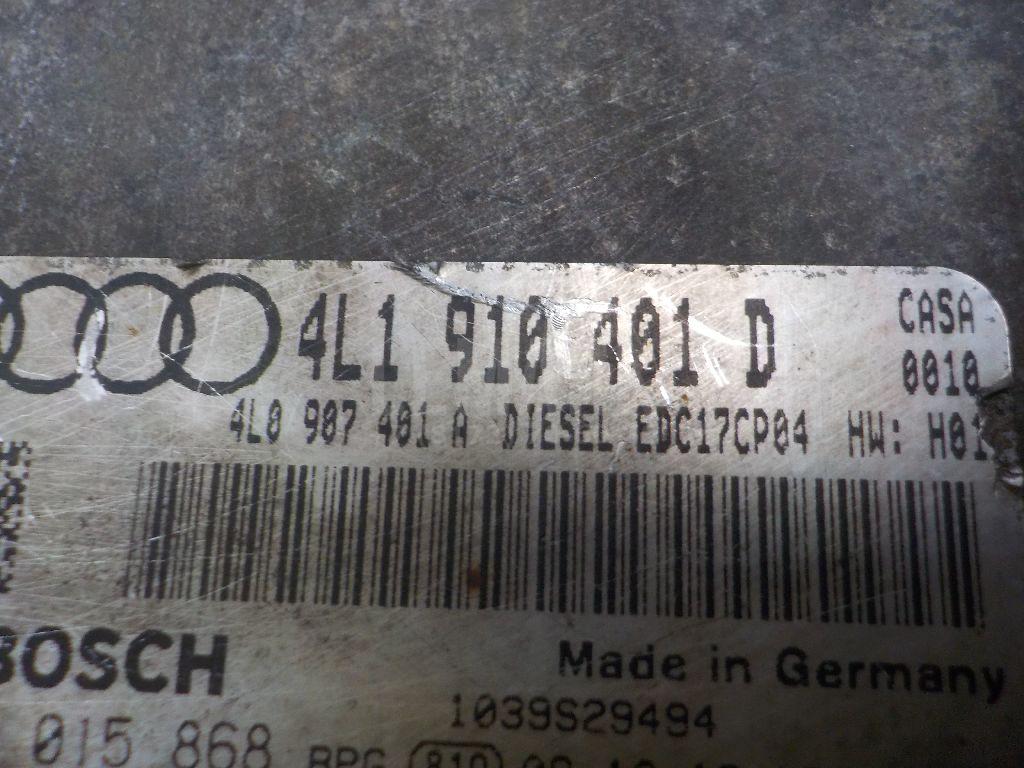 4L1 910 401 D
CASA
0010
4L0 907 401 A DIESEL EDC17CP04 HW: H01
BOSCH
Made in Germany
1039S29494
015 868